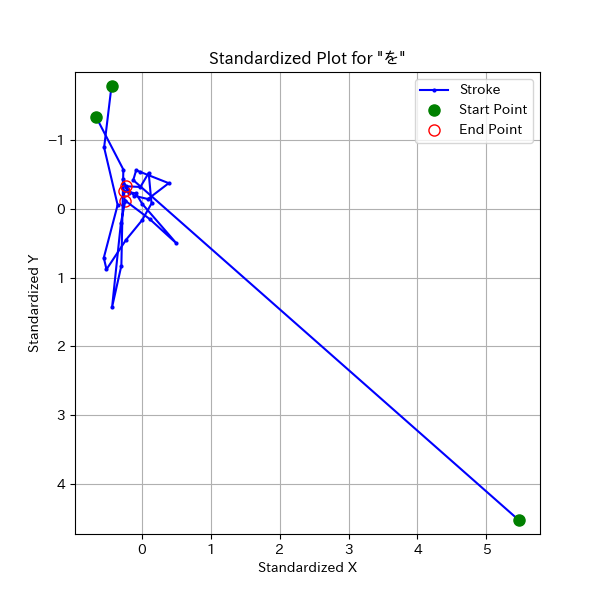 Standardized Plot for "を"
Stroke
Start Point
End Point
−1
0
1
2
3
4
Standardized Y
0 1 2 3 4 5
Standardized X